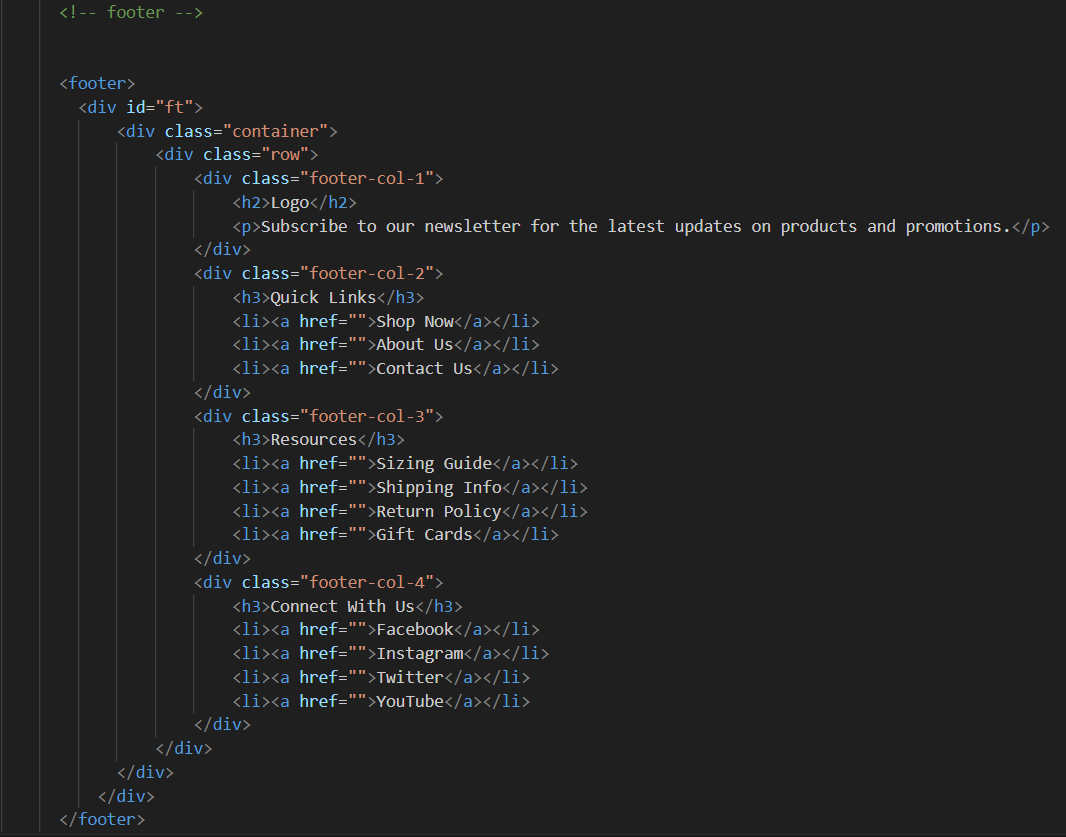 <!-- footer -->
<footer>
<div id="ft">
<div class="container">
<div class="row">
<div class="footer-col-1">
<h2>Logo</h2>
<p>Subscribe to our newsletter for the latest updates on products and promotions.</p>
</div>
<div class="footer-col-2">
<h3>Quick Links</h3>
<li><a href="">Shop Now</a></li>
<li><a href="">About Us</a></li>
<li><a href="">Contact Us</a></li>
</div>
<div class="footer-col-3">
<h3>Resources</h3>
<li><a href="">Sizing Guide</a></li>
<li><a href="">Shipping Info</a></li>
<li><a href="">Return Policy</a></li>
<li><a href="">Gift Cards</a></li>
</div>
<div class="footer-col-4">
<h3>Connect With Us</h3>
<li><a href="">Facebook</a></li>
<li><a href="">Instagram</a></li>
<li><a href="">Twitter</a></li>
<li><a href="">YouTube</a></li>
</div>
</div>
</div>
</div>
</footer>